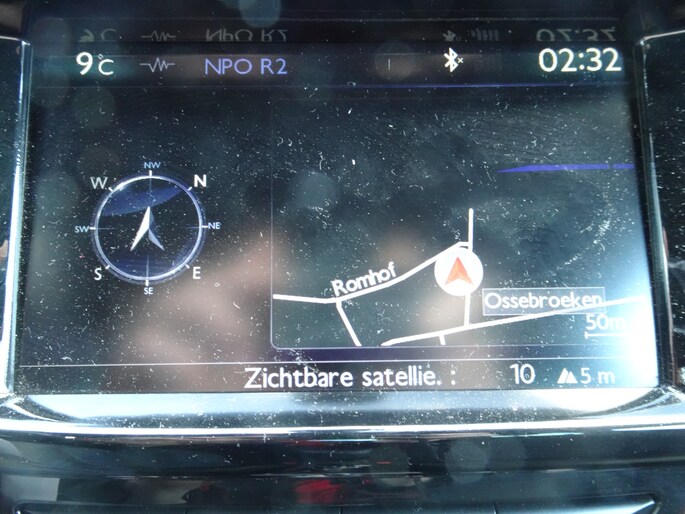 9°C NPO R2 02:32
NW
W N
SW NE
S E
SE
Romhof
Ossebroeken
50m
Zichtbare satellie. : 10 5 m